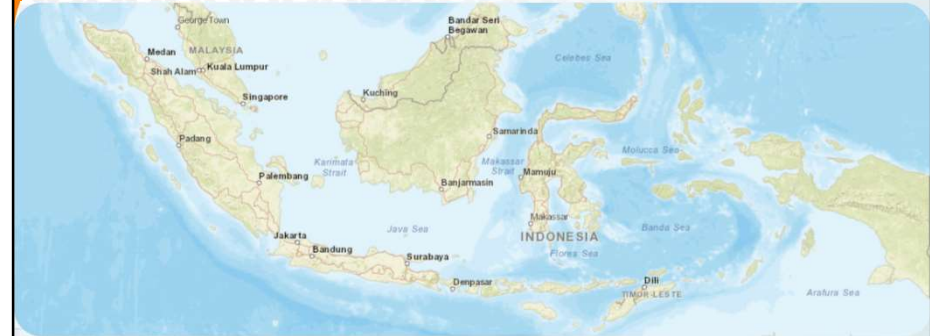 George Town
Bandar Seri
Begawan
Medan
MALAYSIA
Celebes Sea
Shah Alam
Kuala Lumpur
Singapore
Kuching
Samarinda
Padang
Molucca Sea
Karimata
Strait
Makassar
Strait
Mamuju
Palembang
Banjarmasin
Makassar
Java Sea
Banda Sea
Jakarta
INDONESIA
Bandung
Surabaya
Flores Sea
Denpasar
Dili
TIMOR-LESTE
Arafura Sea